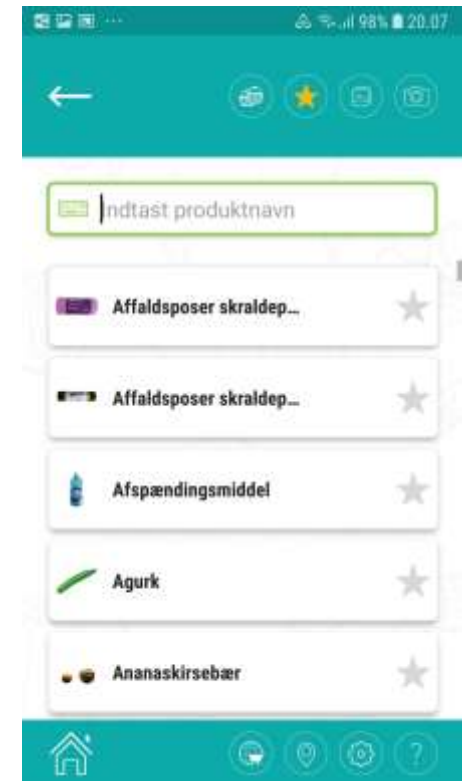 98% 20.07
Indtast produktnavn
Affaldsposer skraldep...
Affaldsposer skraldep...
Afspændingsmiddel
Agurk
Ananaskirsebær
?